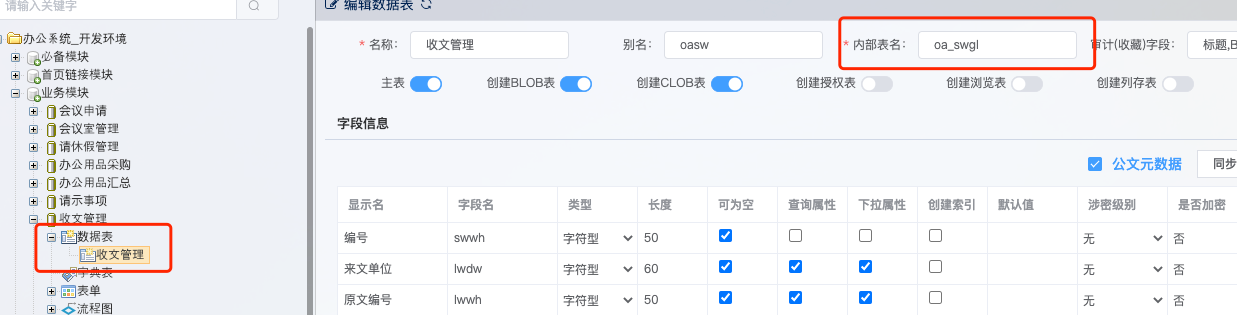 请输入关键字
办公系统_开发环境
必备模块
首页链接模块
业务模块
会议申请
会议室管理
请休假管理
办公用品采购
办公用品汇总
请示事项
收文管理
数据表
收文管理
字典表
表单
流程图
编辑数据表
* 名称: 收文管理 别名: oasw * 内部表名: oa_swgl 审计(收藏)字段: 标题,B
主表 创建BLOB表 创建CLOB表 创建授权表 创建浏览表 创建列存表
字段信息
公文元数据 同步
显示名 字段名 类型 长度 可为空 查询属性 下拉属性 创建索引 默认值 涉密级别 是否加密
编号 swwh 字符型 50 无 否
来文单位 lwdw 字符型 60 无 否
原文编号 lwwh 字符型 50 无 否